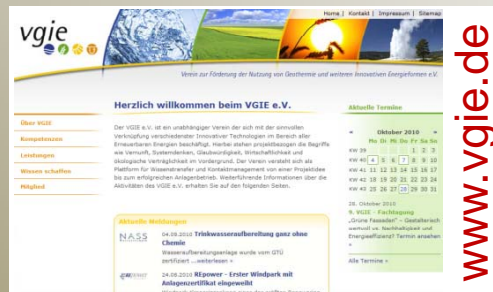 Home | Kontakt | Impressum | Sitemap
vgie
Verein zur Förderung der Nutzung von Geothermie und weiteren innovativen Energieformen e.V.
Über VGIE
Kompetenzen
Leistungen
Wissen schaffen
Mitglied
Herzlich willkommen beim VGIE e.V.
Der VGIE e.V. ist ein unabhängiger Verein der sich mit der sinnvollen
Verknüpfung verschiedenster Innovativer Technologien im Bereich aller
Erneuerbaren Energien beschäftigt. Hierbei stehen projektbezogen die Begriffe
wie Vernunft, Systemdenken, Glaubwürdigkeit, Wirtschaftlichkeit und
ökologische Verträglichkeit im Vordergrund. Der Verein versteht sich als
Plattform für Wissenstransfer und Kontaktmanagement von einer Projektidee
bis zum erfolgreichen Anlagenbetrieb. Weiterführende Informationen über die
Aktivitäten des VGIE e.V. erhalten Sie auf den folgenden Seiten.
Aktuelle Meldungen
NASS
04.09.2010 Trinkwasseraufbereitung ganz ohne
Chemie
Wasseraufbereitungsanlage wurde vom GTÜ
zertifiziert ...weiterlesen »
REpower
24.08.2010 REpower - Erster Windpark mit
Anlagenzertifikat eingeweiht
Aktuelle Termine
« Oktober 2010 »
Mo Di Mi Do Fr Sa So
KW 39 1 2 3
KW 40 4 5 6 7 8 9 10
KW 41 11 12 13 14 15 16 17
KW 42 18 19 20 21 22 23 24
KW 43 25 26 27 28 29 30 31
28. Oktober 2010
9. VGIE - Fachtagung
„Grüne Fassaden" – Gestalterisch
wertvoll vs. Nachhaltigkeit und
Energieeffizienz? Termin ansehen
»
Alle Termine »
www.vgie.de